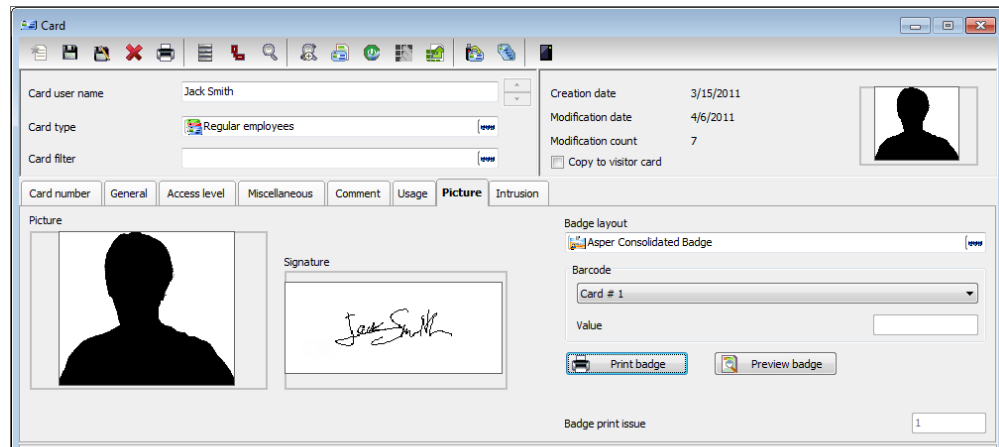 Card
Card user name
Jack Smith
Card type
Regular employees
Card filter
Creation date
3/15/2011
Modification date
4/6/2011
Modification count
7
Copy to visitor card
Card number
General
Access level
Miscellaneous
Comment
Usage
Picture
Intrusion
Picture
Signature
Jack Smith
Badge layout
Asper Consolidated Badge
Barcode
Card # 1
Value
Print badge
Preview badge
Badge print issue
1